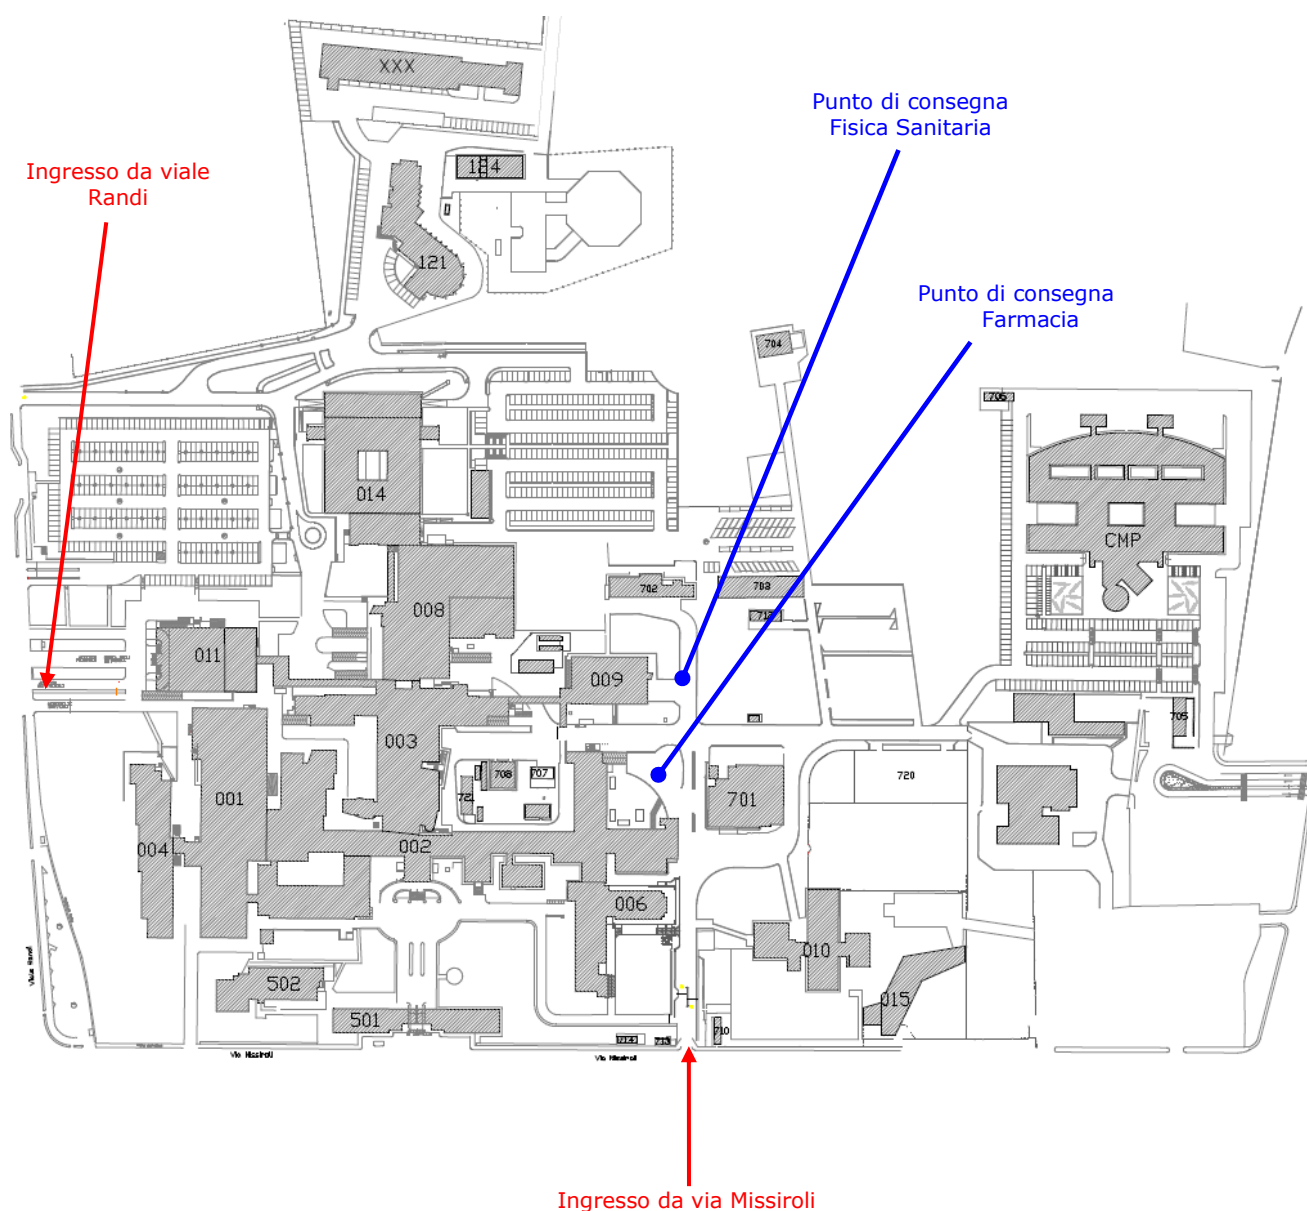 XXX
Punto di consegna
Fisica Sanitaria
Ingresso da viale
Randi
121
Punto di consegna
Farmacia
704
014
CMP
702
703
008
011
009
003
708
707
720
721
701
001
002
004
006
010
502
015
501
710
Via Missiroli
Via Missiroli
Ingresso da via Missiroli